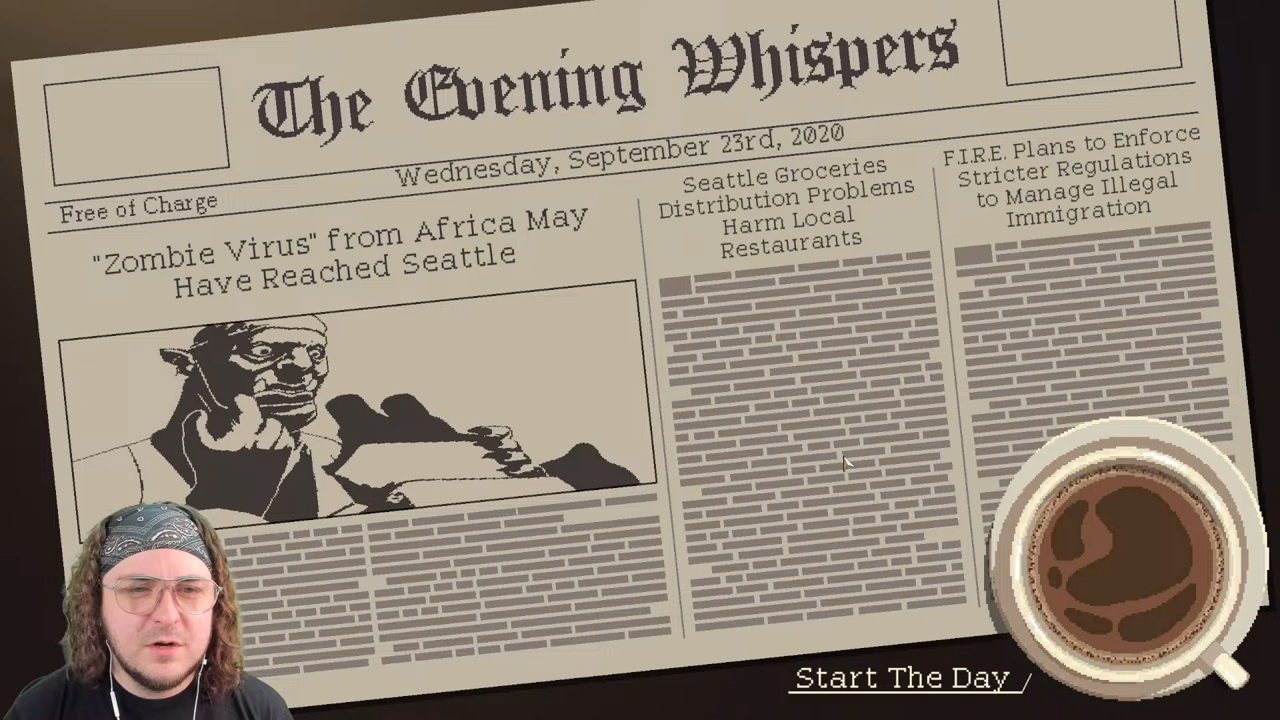 The Evening Whispers
Wednesday, September 23rd, 2020
Free of Charge
"Zombie Virus" from Africa May
Have Reached Seattle
Seattle Groceries
Distribution Problems
Harm Local
Restaurants
F.I.R.E. Plans to Enforce
Stricter Regulations
to Manage Illegal
Immigration
Start The Day